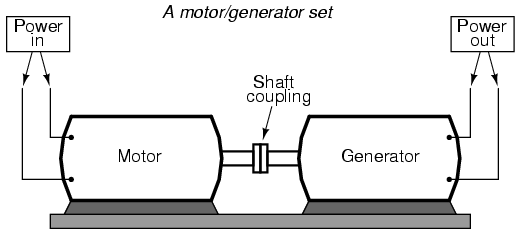 A motor/generator set
Power
in
Power
out
Shaft
coupling
Motor
Generator